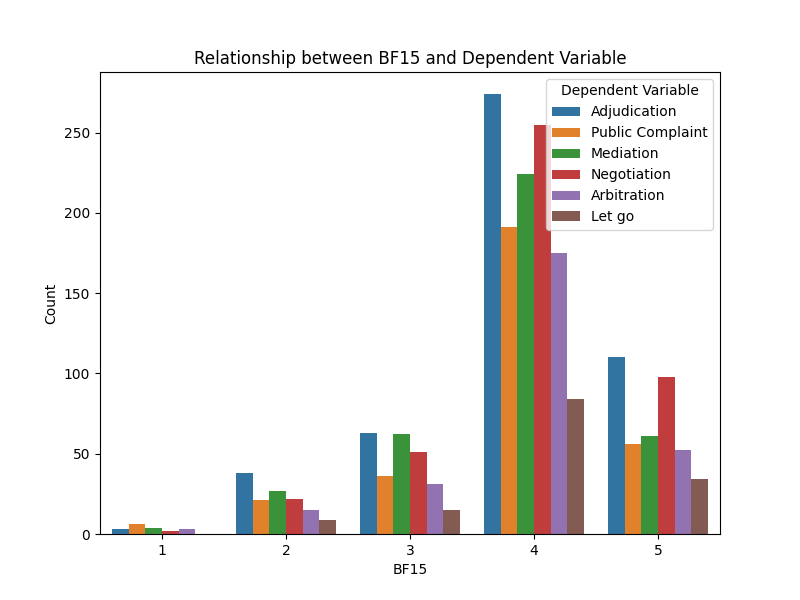 Relationship between BF15 and Dependent Variable
Dependent Variable
Adjudication
Public Complaint
Mediation
Negotiation
Arbitration
Let go
250
200
150
100
50
0
Count
1 2 3 4 5
BF15